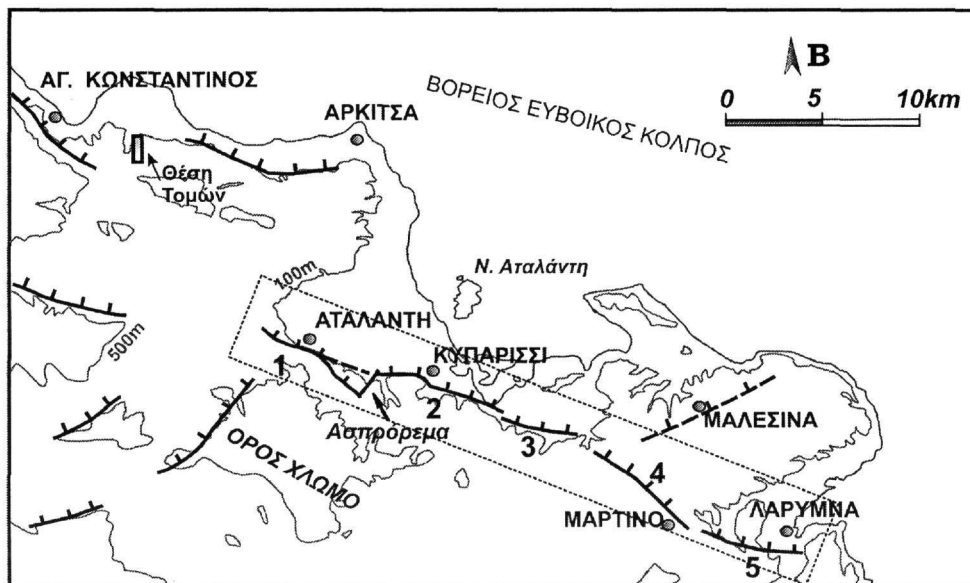 ΑΓ. ΚΩΝΣΤΑΝΤΙΝΟΣ
ΑΡΚΙΤΣΑ
ΒΟΡΕΙΟΣ ΕΥΒΟΙΚΟΣ ΚΟΛΠΟΣ
Β
0 5 10km
Θέση
Τομών
Ν. Αταλάντη
100m
500m
ΑΤΑΛΑΝΤΗ
ΚΥΠΑΡΙΣΣΙ
1
2
Ασπρόρεμα
3
ΜΑΛΕΣΙΝΑ
ΟΡΟΣ ΧΛΩΜΟ
4
ΜΑΡΤΙΝΟ
ΛΑΡΥΜΝΑ
5